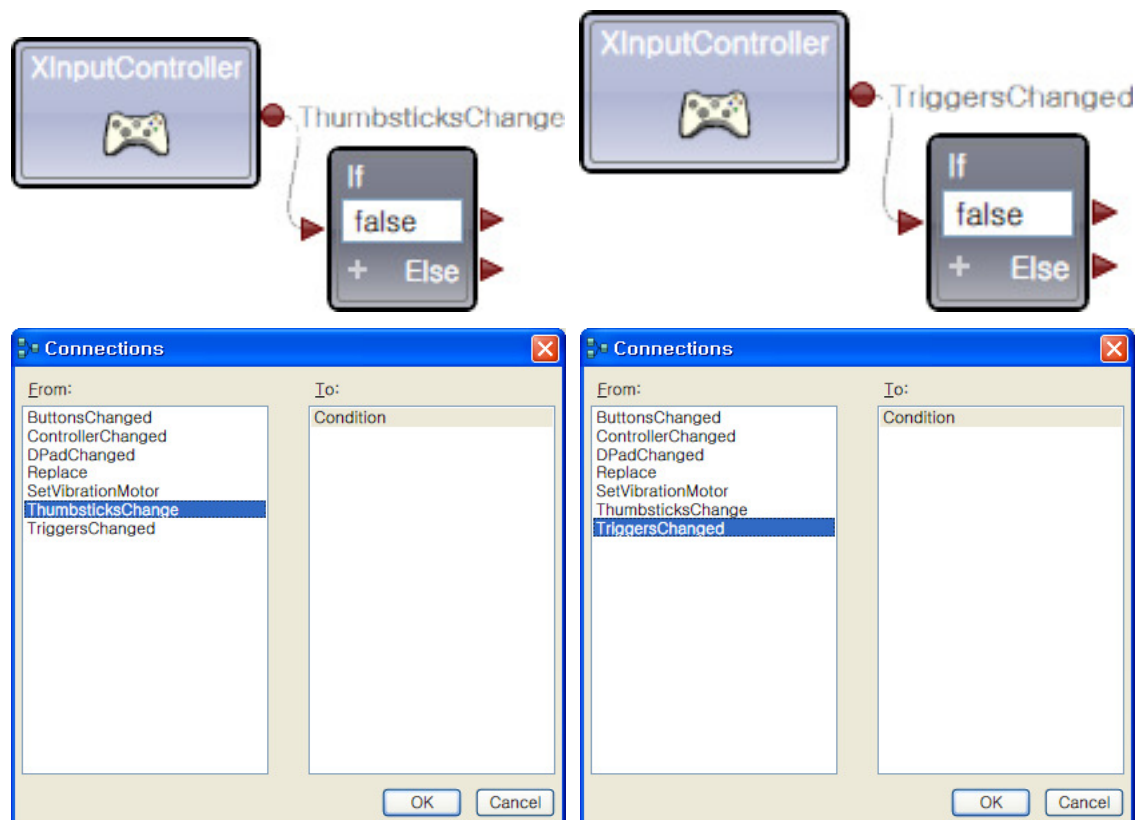 XInputController
ThumbsticksChange
If
false
+ Else
XInputController
TriggersChanged
If
false
+ Else
Connections
From:
To:
ButtonsChanged
ControllerChanged
DPadChanged
Replace
SetVibrationMotor
ThumbsticksChange
TriggersChanged
Condition
OK
Cancel
Connections
From:
To:
ButtonsChanged
ControllerChanged
DPadChanged
Replace
SetVibrationMotor
ThumbsticksChange
TriggersChanged
Condition
OK
Cancel